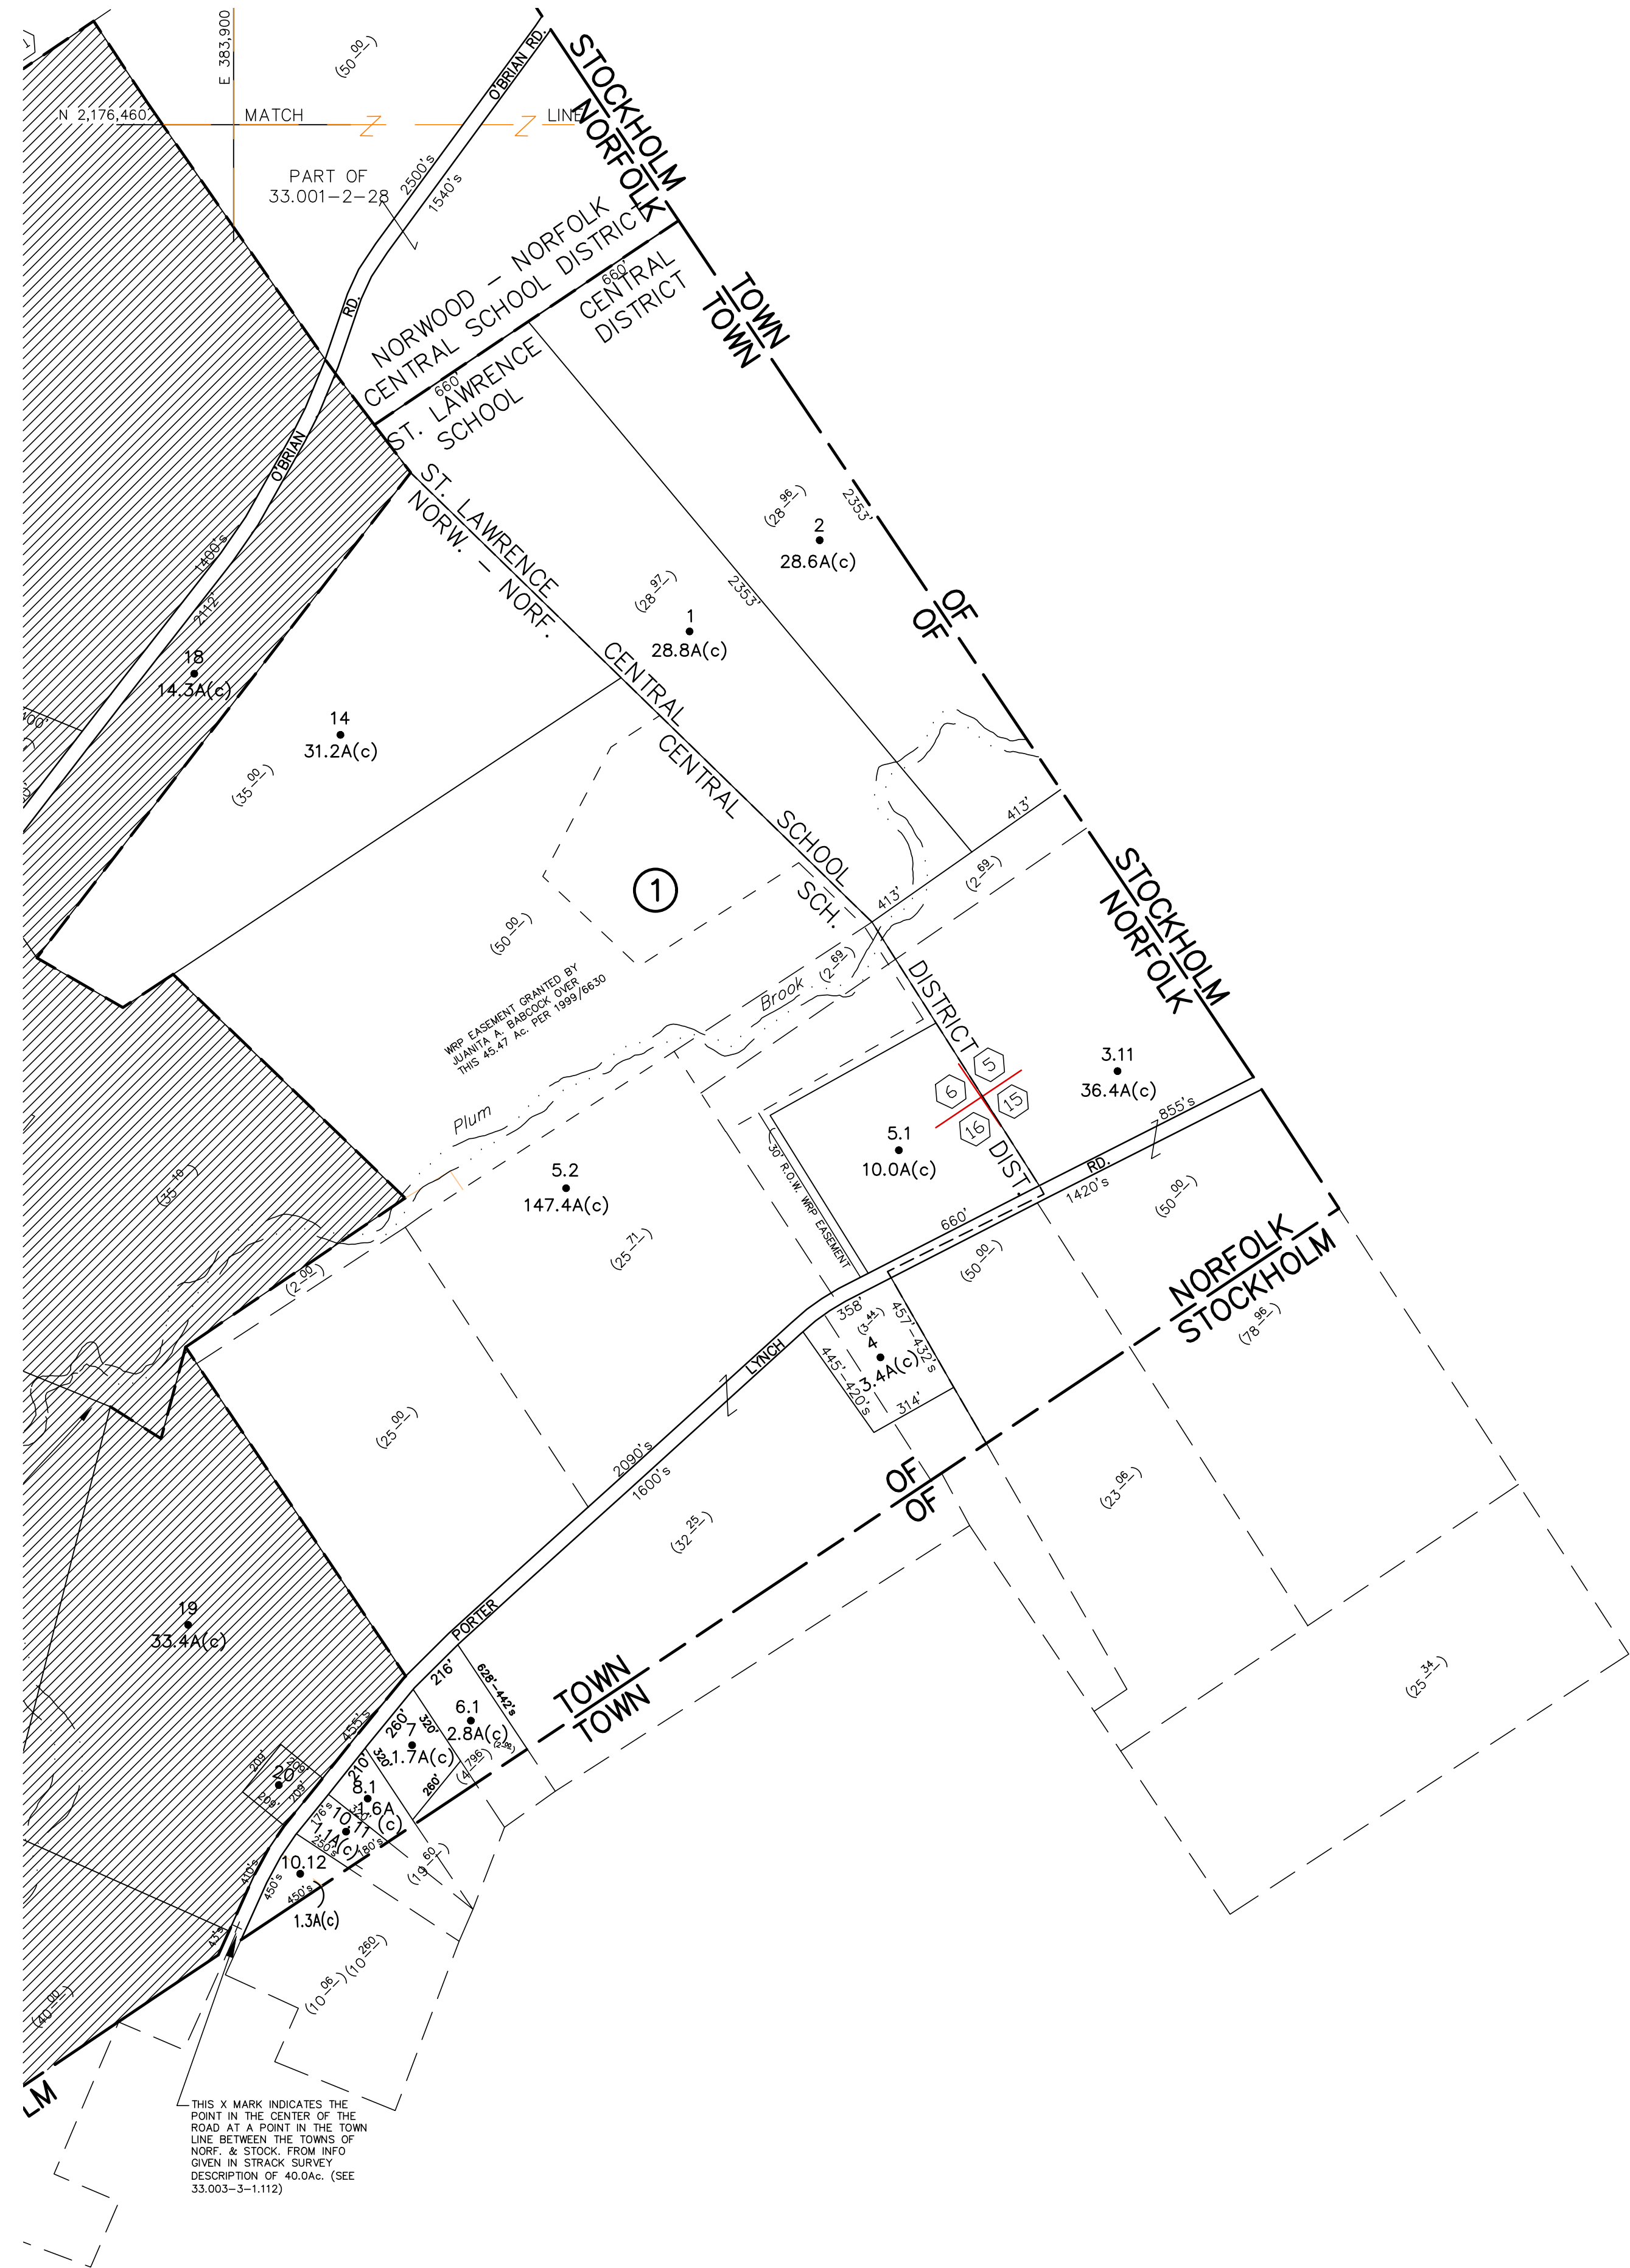 E 383,900
(50 00)
O'BRIAN RD.
STOCKHOLM
NORFOLK
N 2,176,460
MATCH
LINE
PART OF
33.001-2-28
2500's
1540's
NORWOOD - NORFOLK
CENTRAL SCHOOL DISTRICT
660'
660'
ST. LAWRENCE CENTRAL
SCHOOL DISTRICT
TOWN
TOWN
RD.
O'BRIAN
ST. LAWRENCE
NORW. - NORF.
(28 96)
2
28.6A(c)
2353'
1400's
2112'
(28 97)
1
28.8A(c)
2353'
OF
OF
18
14.3A(c)
14
31.2A(c)
(35 00)
CENTRAL
CENTRAL
SCHOOL
SCH.
413'
413'
(2 69)
1
(50 00)
STOCKHOLM
NORFOLK
WRP EASEMENT GRANTED BY
JUANITA A. BABCOCK OVER
THIS 45.47 Ac. PER 1999/6630
Brook
(2 69)
DISTRICT
DIST.
5
6
15
16
3.11
36.4A(c)
855's
Plum
5.1
10.0A(c)
30' R.O.W. WRP EASEMENT
5.2
147.4A(c)
(35 10)
(25 71)
RD.
660'
1420's
(50 00)
(50 00)
NORFOLK
STOCKHOLM
(78 96)
(2 00)
358'
(3 44)
4
3.4A(c)
457'-432's
445'-420's
314'
LYNCH
(25 00)
2090's
1600's
OF
OF
(23 06)
(32 25)
19
33.4A(c)
PORTER
216'
628'-442's
TOWN
TOWN
(25 34)
6.1
2.8A(c)
455's
260'
320'
7
1.7A(c)
(4 796)
260'
209'
209'
20
209'
209'
210'
320'
8.1
1.6A
(c)
176's
10.11
1.1A(c)
250's
180's
(19 60)
410's
10.12
450's
450's
1.3A(c)
43's
(10 06)(10 260)
(40 00)
LM
THIS X MARK INDICATES THE
POINT IN THE CENTER OF THE
ROAD AT A POINT IN THE TOWN
LINE BETWEEN THE TOWNS OF
NORF. & STOCK. FROM INFO
GIVEN IN STRACK SURVEY
DESCRIPTION OF 40.0Ac. (SEE
33.003-3-1.112)